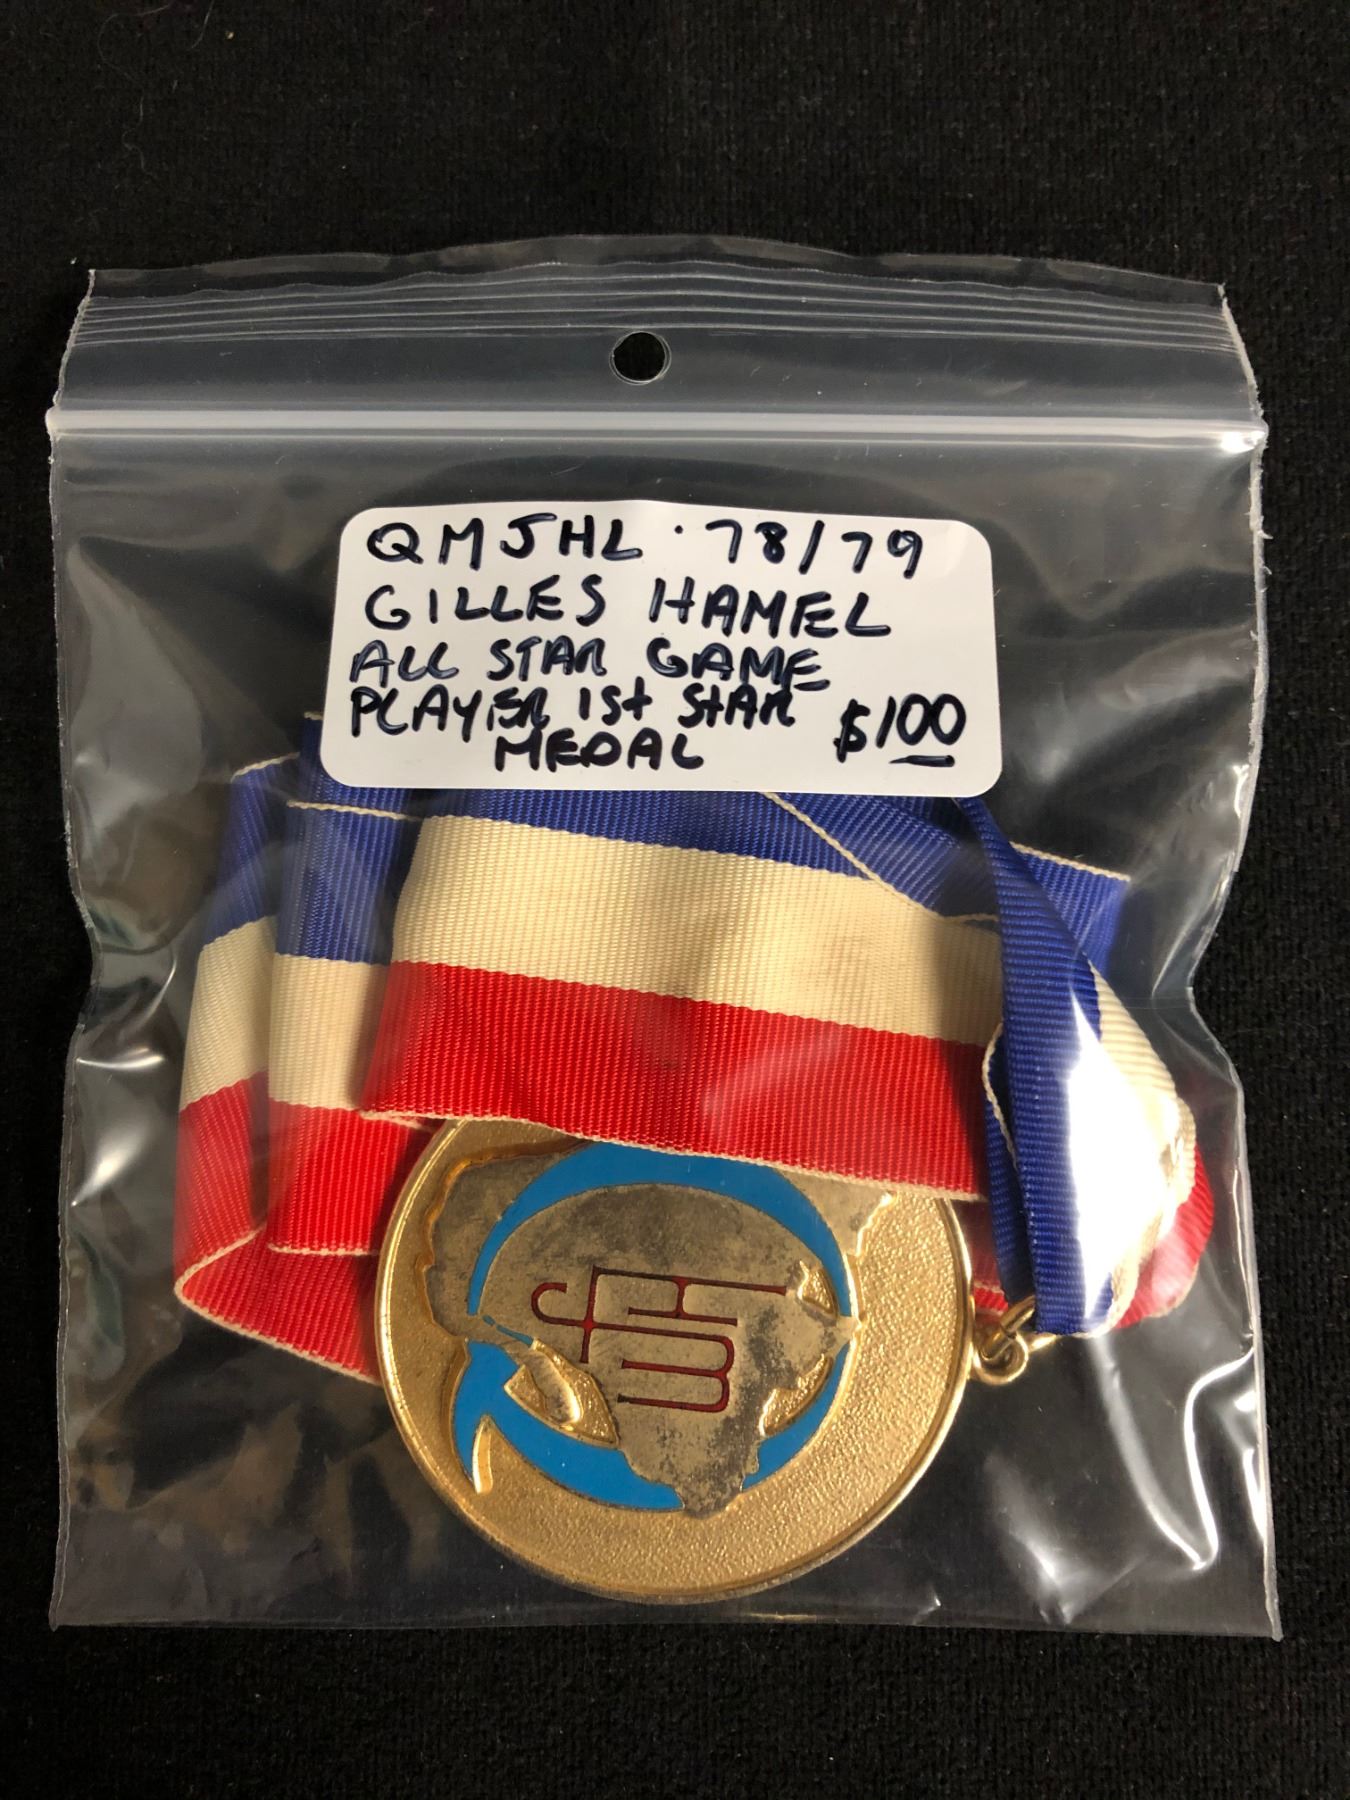 QMJHL · 78/79
GILLES HAMEL
ALL STAR GAME
PLAYER 1st STAR $100
MEDAL